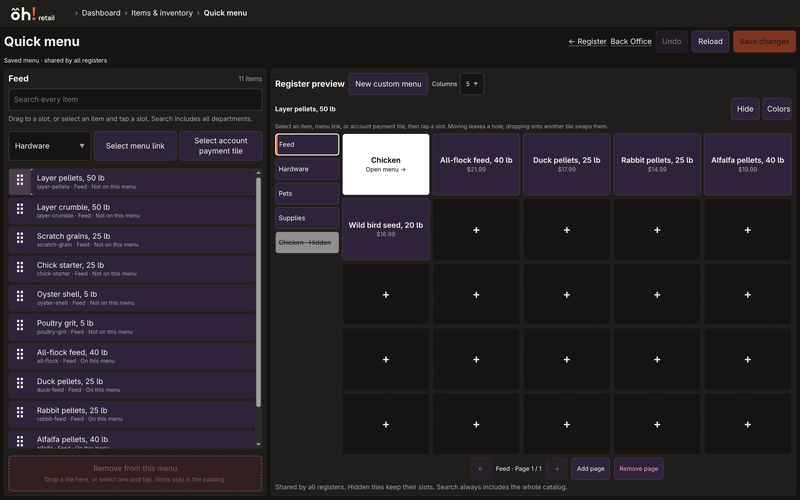 ôh! retail › Dashboard › Items & inventory › Quick menu
Quick menu
← Register Back Office Undo Reload Save changes
Saved menu · shared by all registers
Feed 11 items
Search every item
Drag to a slot, or select an item and tap a slot. Search includes all departments.
Hardware ▼
Select menu link
Select account
payment tile
Layer pellets, 50 lb
layer-pellets · Feed · Not on this menu
Layer crumble, 50 lb
layer-crumble · Feed · Not on this menu
Scratch grains, 25 lb
scratch-grain · Feed · Not on this menu
Chick starter, 25 lb
chick-starter · Feed · Not on this menu
Oyster shell, 5 lb
oyster-shell · Feed · Not on this menu
Poultry grit, 5 lb
poultry-grit · Feed · Not on this menu
All-flock feed, 40 lb
all-flock · Feed · On this menu
Duck pellets, 25 lb
duck-feed · Feed · On this menu
Rabbit pellets, 25 lb
rabbit-feed · Feed · On this menu
Alfalfa pellets, 40 lb
alfalfa · Feed · On this menu
Remove from this menu
Drop a tile here, or select one and tap. Items stay in the catalog.
Register preview New custom menu Columns 5 ▼
Layer pellets, 50 lb Hide Colors
Select an item, menu link, or account payment tile, then tap a slot. Moving leaves a hole; dropping onto another tile swaps them.
Feed
Hardware
Pets
Supplies
Chicken · Hidden
Chicken
Open menu →
All-flock feed, 40 lb
$21.99
Duck pellets, 25 lb
$17.99
Rabbit pellets, 25 lb
$14.99
Alfalfa pellets, 40 lb
$19.99
Wild bird seed, 20 lb
$16.99
+ + + +
+ + + + +
+ + + + +
+ + + + +
← Feed · Page 1 / 1 → Add page Remove page
Shared by all registers. Hidden tiles keep their slots. Search always includes the whole catalog.